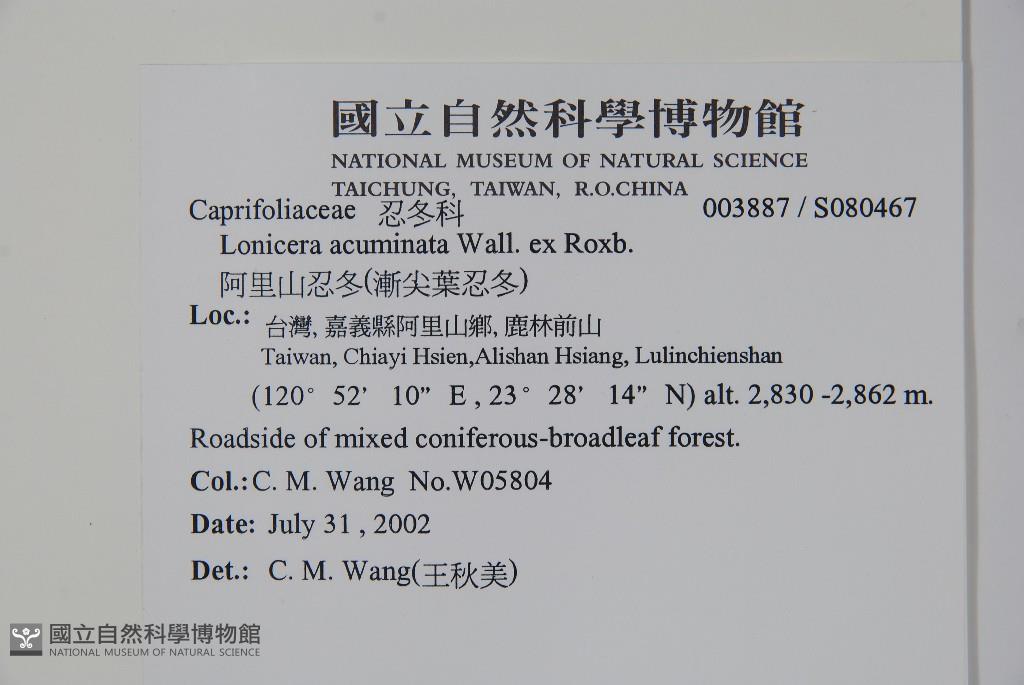 國立自然科學博物館
NATIONAL MUSEUM OF NATURAL SCIENCE
TAICHUNG, TAIWAN, R.O.CHINA
Caprifoliaceae 忍冬科 003887 / S080467
Lonicera acuminata Wall. ex Roxb.
阿里山忍冬(漸尖葉忍冬)
Loc.: 台灣, 嘉義縣阿里山鄉, 鹿林前山
Taiwan, Chiayi Hsien,Alishan Hsiang, Lulinchienshan
(120° 52’ 10” E , 23° 28’ 14” N) alt. 2,830 -2,862 m.
Roadside of mixed coniferous-broadleaf forest.
Col.: C. M. Wang No.W05804
Date: July 31 , 2002
Det.: C. M. Wang(王秋美)
國立自然科學博物館
NATIONAL MUSEUM OF NATURAL SCIENCE